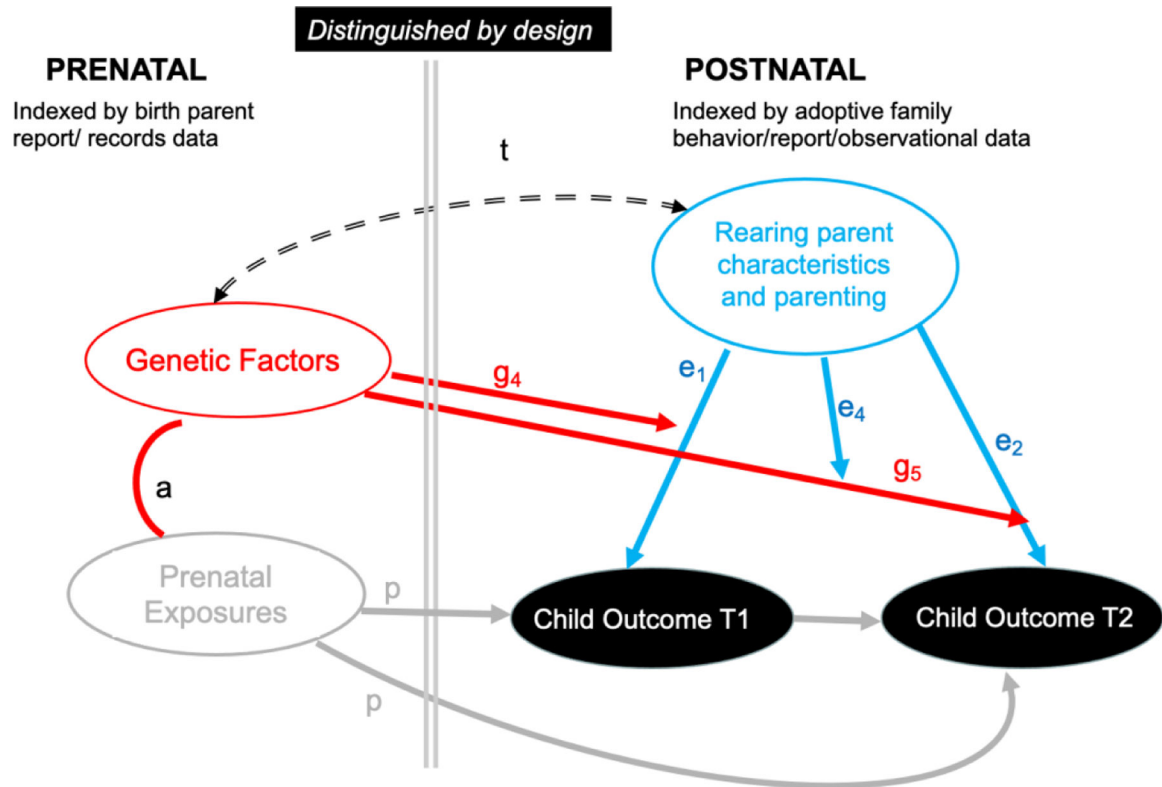 Distinguished by design
PRENATAL
Indexed by birth parent
report/ records data
POSTNATAL
Indexed by adoptive family
behavior/report/observational data
t
Rearing parent
characteristics
and parenting
Genetic Factors
g₄
e₁
e₄
e₂
g₅
a
Prenatal
Exposures
p
Child Outcome T1
Child Outcome T2
p